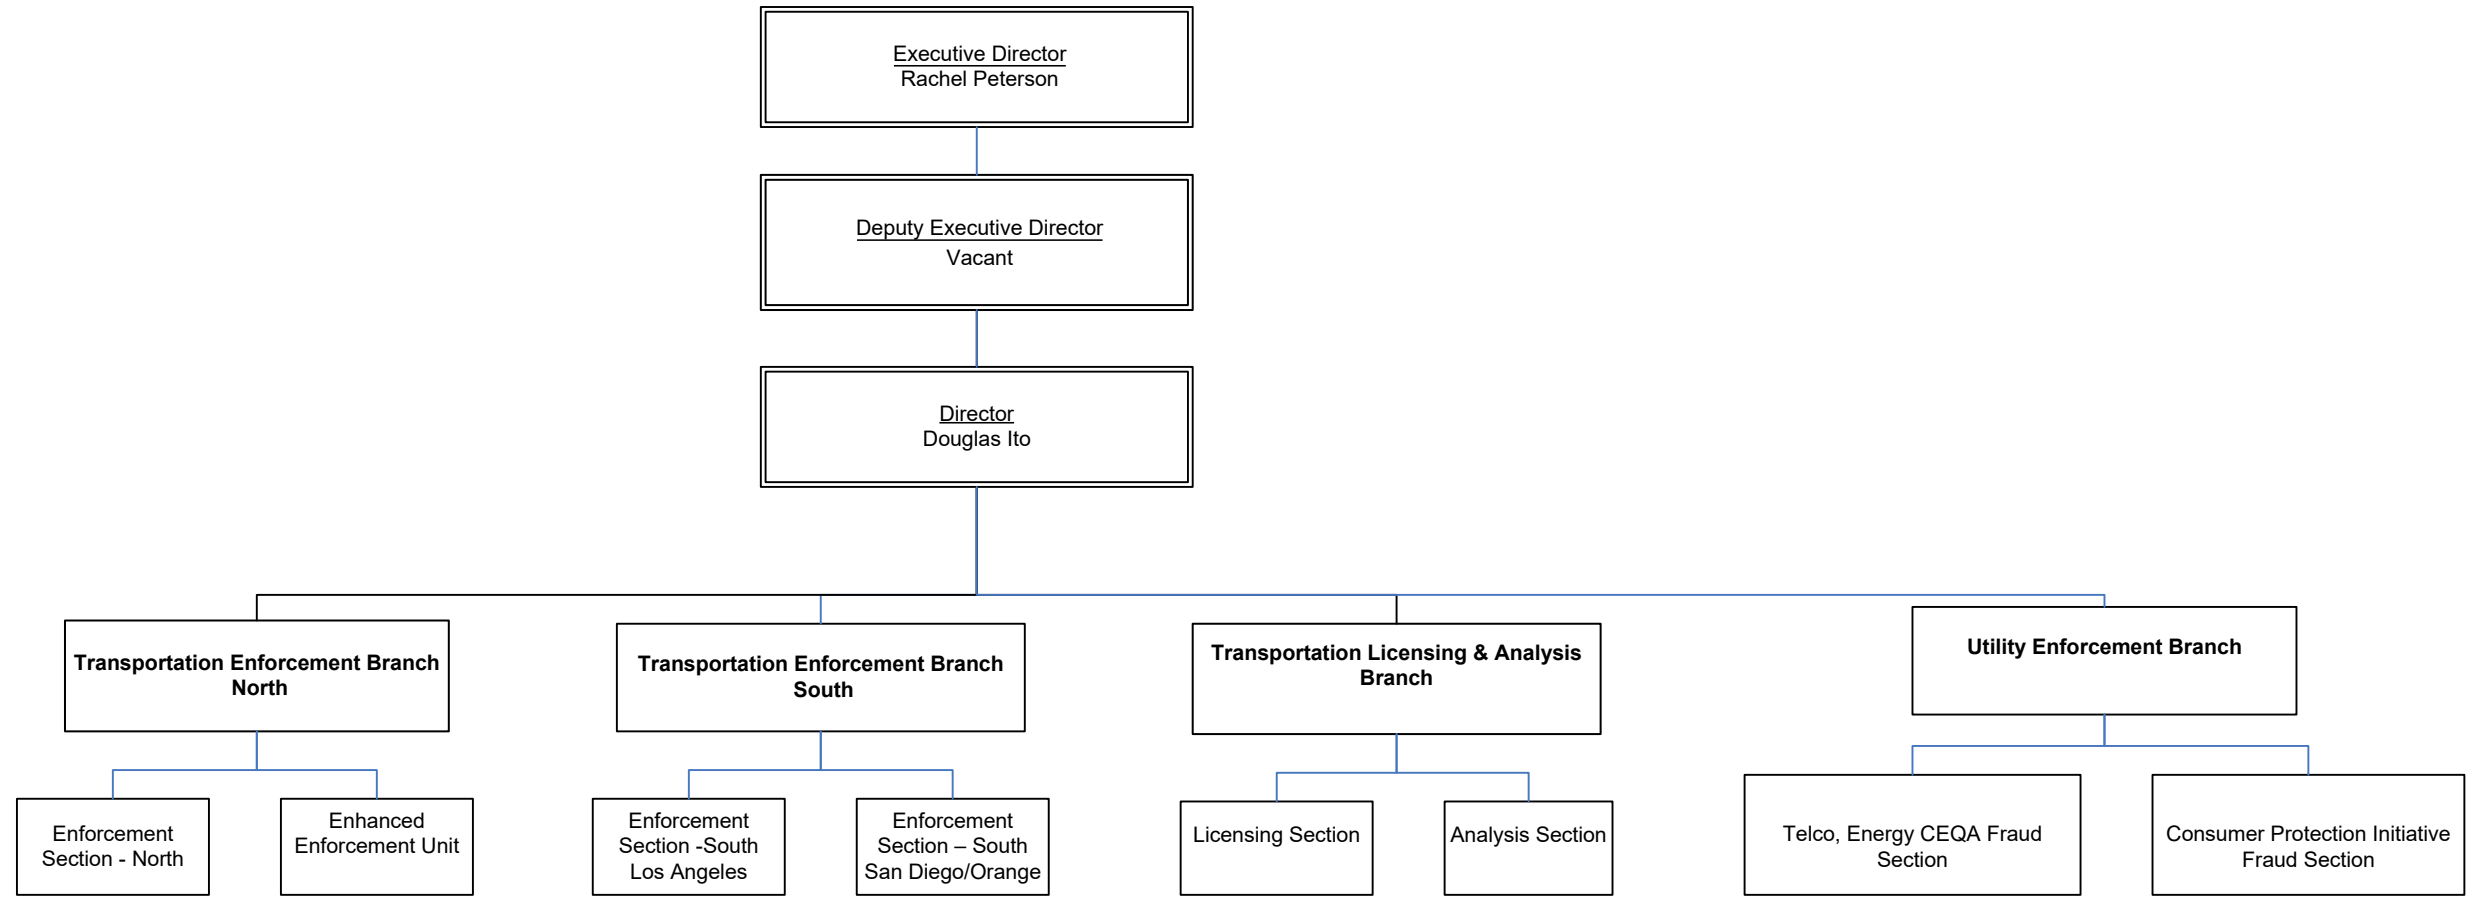 Executive Director
Rachel Peterson
Deputy Executive Director
Vacant
Director
Douglas Ito
Transportation Enforcement Branch
North
Transportation Enforcement Branch
South
Transportation Licensing & Analysis
Branch
Utility Enforcement Branch
Enforcement
Section - North
Enhanced
Enforcement Unit
Enforcement
Section -South
Los Angeles
Enforcement
Section – South
San Diego/Orange
Licensing Section
Analysis Section
Telco, Energy CEQA Fraud
Section
Consumer Protection Initiative
Fraud Section